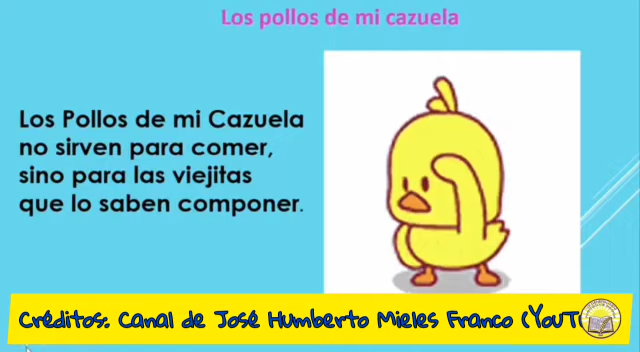 Los pollos de mi cazuela
Los Pollos de mi Cazuela
no sirven para comer,
sino para las viejitas
que lo saben componer.
Créditos: Canal de José Humberto Mieles Franco (YouT